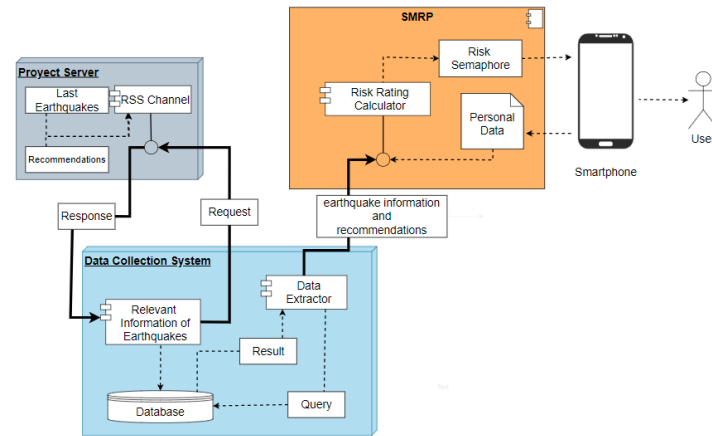 SMRP
Risk
Semaphore
Risk Rating
Calculator
Personal
Data
Smartphone
User
Proyect Server
Last
Earthquakes
RSS Channel
Recommendations
Response
Request
earthquake information
and
recommendations
Data Collection System
Data
Extractor
Relevant
Information of
Earthquakes
Result
Database
Query